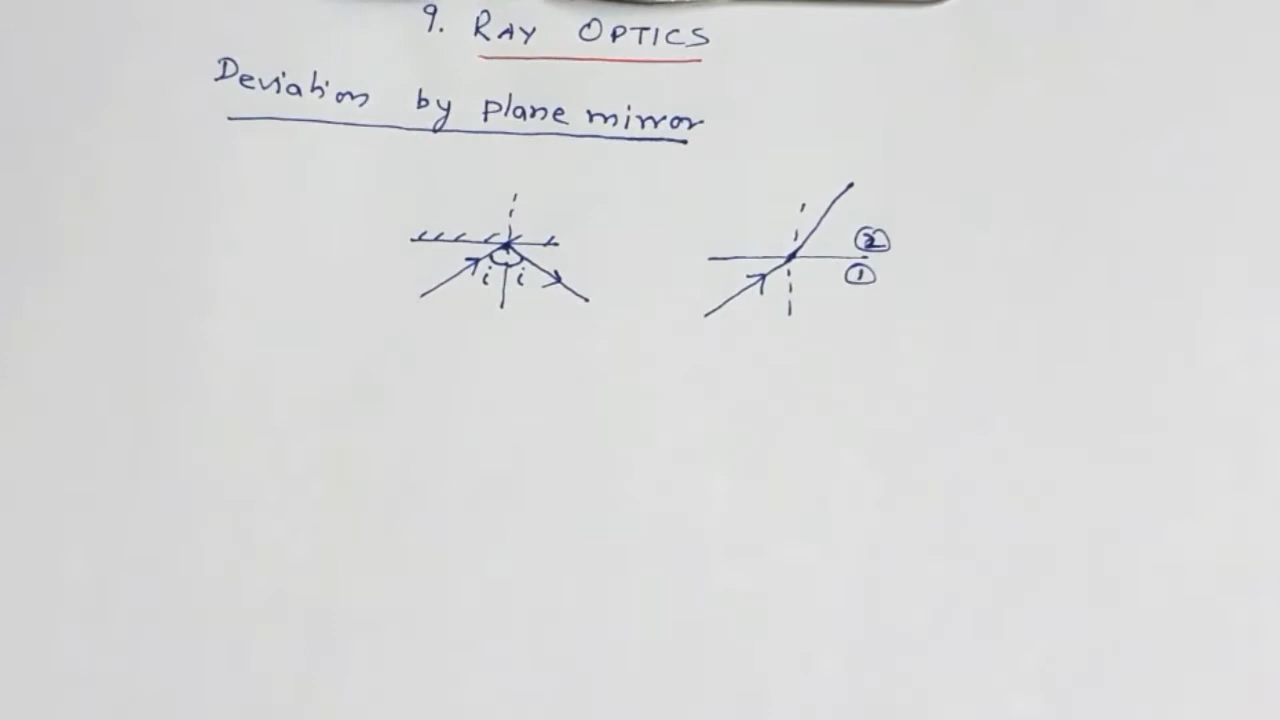 9. RAY OPTICS
Deviation by plane mirror
i i
②
①